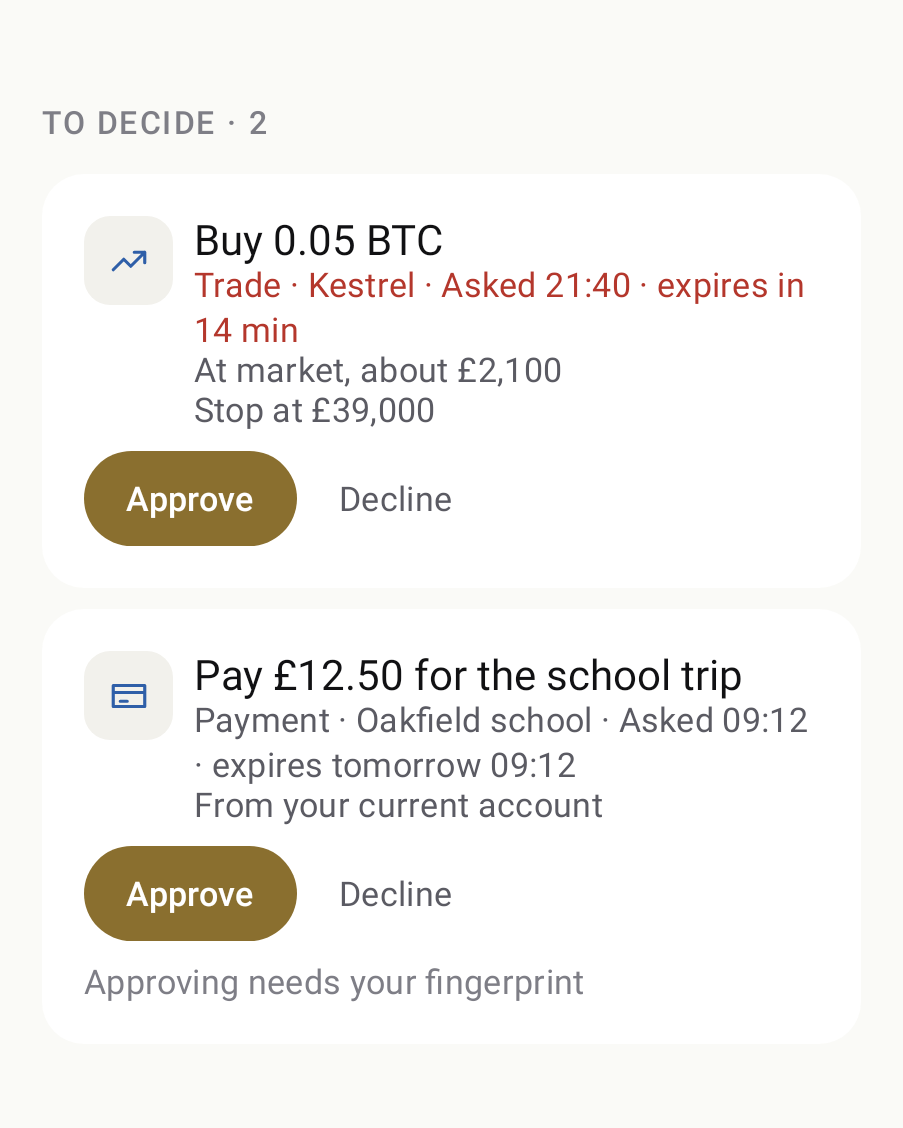 TO DECIDE · 2
Buy 0.05 BTC
Trade · Kestrel · Asked 21:40 · expires in
14 min
At market, about £2,100
Stop at £39,000
Approve
Decline
Pay £12.50 for the school trip
Payment · Oakfield school · Asked 09:12
· expires tomorrow 09:12
From your current account
Approve
Decline
Approving needs your fingerprint